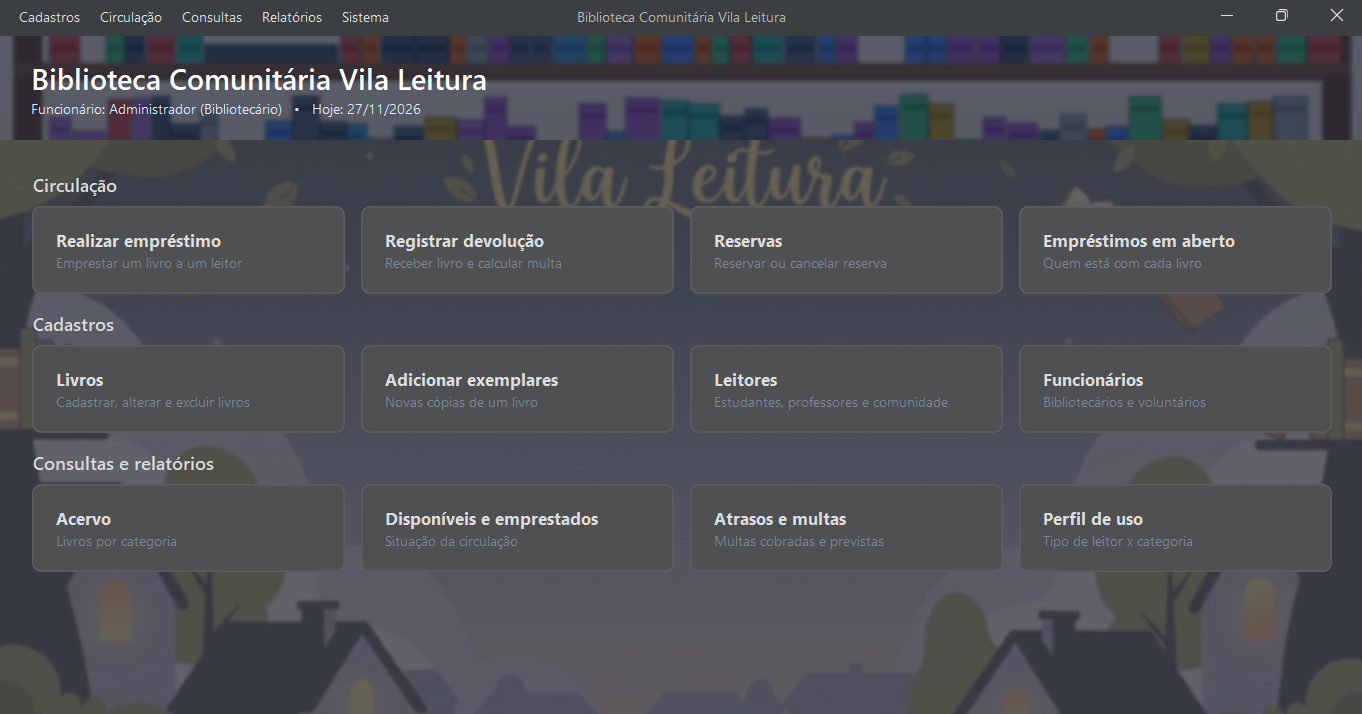 Cadastros Circulação Consultas Relatórios Sistema Biblioteca Comunitária Vila Leitura
Biblioteca Comunitária Vila Leitura
Funcionário: Administrador (Bibliotecário) • Hoje: 27/11/2026
Vila Leitura
Circulação
Realizar empréstimo
Emprestar um livro a um leitor
Registrar devolução
Receber livro e calcular multa
Reservas
Reservar ou cancelar reserva
Empréstimos em aberto
Quem está com cada livro
Cadastros
Livros
Cadastrar, alterar e excluir livros
Adicionar exemplares
Novas cópias de um livro
Leitores
Estudantes, professores e comunidade
Funcionários
Bibliotecários e voluntários
Consultas e relatórios
Acervo
Livros por categoria
Disponíveis e emprestados
Situação da circulação
Atrasos e multas
Multas cobradas e previstas
Perfil de uso
Tipo de leitor x categoria